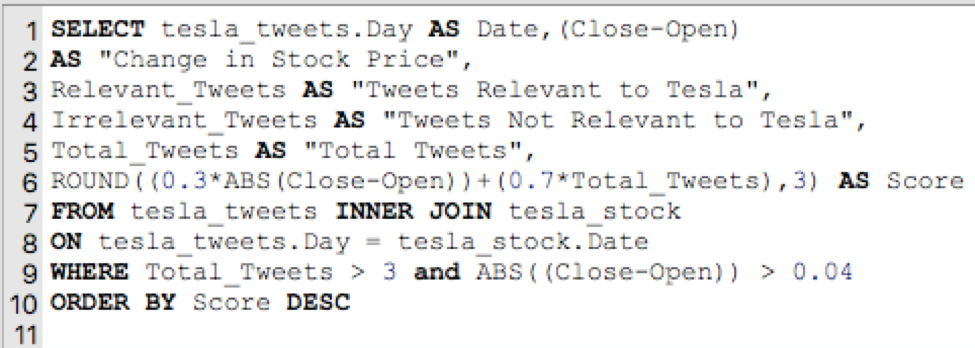 1 SELECT tesla_tweets.Day AS Date,(Close-Open)
2 AS "Change in Stock Price",
3 Relevant_Tweets AS "Tweets Relevant to Tesla",
4 Irrelevant_Tweets AS "Tweets Not Relevant to Tesla",
5 Total_Tweets AS "Total Tweets",
6 ROUND((0.3*ABS(Close-Open))+(0.7*Total_Tweets),3) AS Score
7 FROM tesla_tweets INNER JOIN tesla_stock
8 ON tesla_tweets.Day = tesla_stock.Date
9 WHERE Total_Tweets > 3 and ABS((Close-Open)) > 0.04
10 ORDER BY Score DESC
11